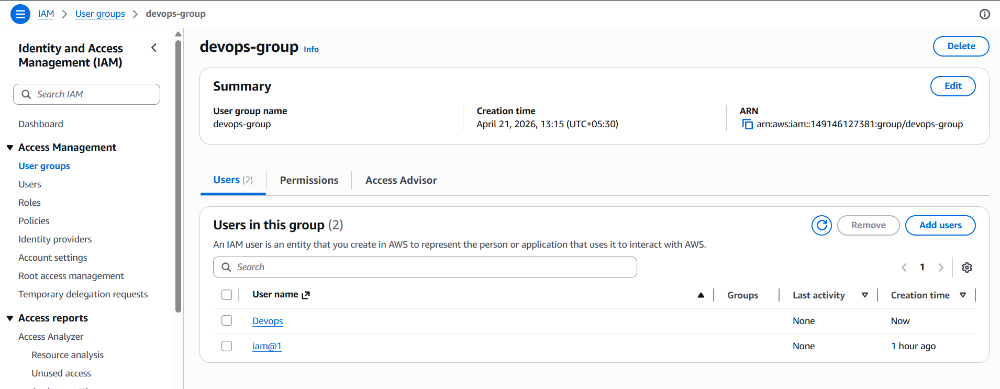 IAM > User groups > devops-group
Identity and Access
Management (IAM)
Search IAM
Dashboard
Access Management
User groups
Users
Roles
Policies
Identity providers
Account settings
Root access management
Temporary delegation requests
Access reports
Access Analyzer
Resource analysis
Unused access
devops-group Info
Delete
Summary
Edit
User group name
devops-group
Creation time
April 21, 2026, 13:15 (UTC+05:30)
ARN
arn:aws:iam::149146127381:group/devops-group
Users (2) Permissions Access Advisor
Users in this group (2)
Remove Add users
An IAM user is an entity that you create in AWS to represent the person or application that uses it to interact with AWS.
Search
1
User name Groups Last activity Creation time
Devops None Now
iam@1 None 1 hour ago